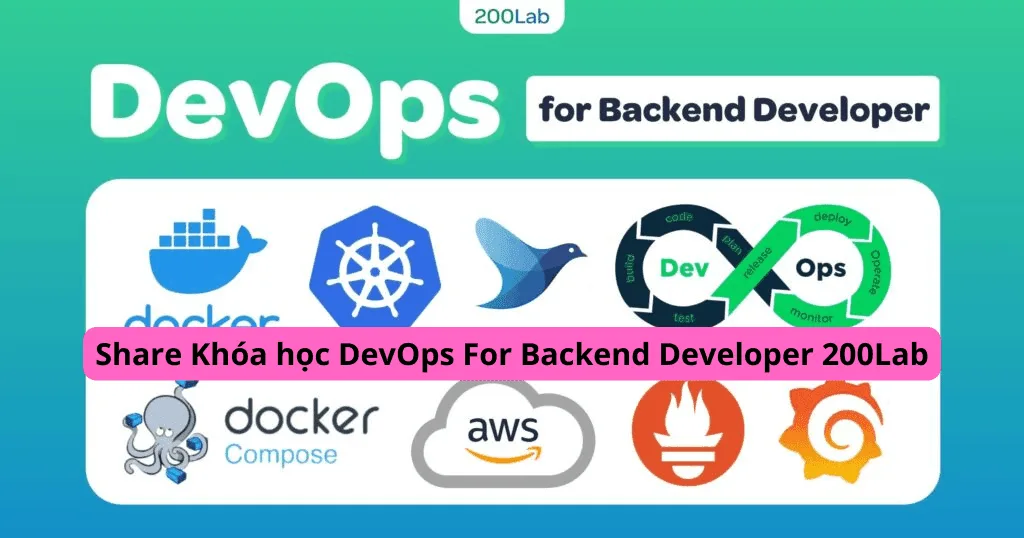 200Lab
DevOps
for Backend Developer
code
plan
build
test
release
deploy
Operate
monitor
Dev
Ops
docker
Share Khóa học DevOps For Backend Developer 200Lab
docker
Compose
aws